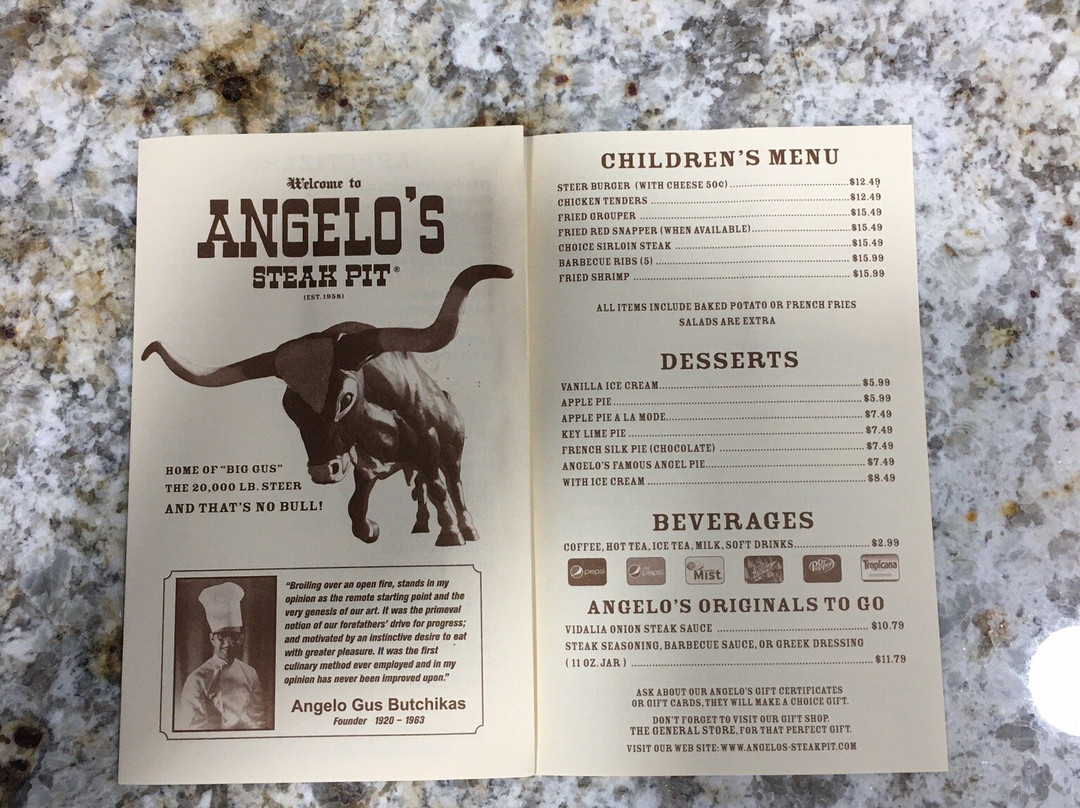 Welcome to
ANGELO'S
STEAK PIT®
(EST. 1958)
HOME OF "BIG GUS"
THE 20,000 LB. STEER
AND THAT'S NO BULL!
"Broiling over an open fire, stands in my
opinion as the remote starting point and the
very genesis of our art. It was the primeval
notion of our forefathers' drive for progress;
and motivated by an instinctive desire to eat
with greater pleasure. It was the first
culinary method ever employed and in my
opinion has never been improved upon."
Angelo Gus Butchikas
Founder 1920 – 1963
CHILDREN'S MENU
STEER BURGER (WITH CHEESE 50¢) $12.49
CHICKEN TENDERS $12.49
FRIED GROUPER $15.49
FRIED RED SNAPPER (WHEN AVAILABLE) $15.49
CHOICE SIRLOIN STEAK $15.49
BARBECUE RIBS (5) $15.99
FRIED SHRIMP $15.99
ALL ITEMS INCLUDE BAKED POTATO OR FRENCH FRIES
SALADS ARE EXTRA
DESSERTS
VANILLA ICE CREAM $5.99
APPLE PIE $5.99
APPLE PIE A LA MODE $7.49
KEY LIME PIE $7.49
FRENCH SILK PIE (CHOCOLATE) $7.49
ANGELO'S FAMOUS ANGEL PIE $7.49
WITH ICE CREAM $8.49
BEVERAGES
COFFEE, HOT TEA, ICE TEA, MILK, SOFT DRINKS $2.99
pepsi pepsi Mist Dr Pepper Tropicana
ANGELO'S ORIGINALS TO GO
VIDALIA ONION STEAK SAUCE $10.79
STEAK SEASONING, BARBECUE SAUCE, OR GREEK DRESSING
(11 OZ. JAR) $11.79
ASK ABOUT OUR ANGELO'S GIFT CERTIFICATES
OR GIFT CARDS, THEY WILL MAKE A CHOICE GIFT.
DON'T FORGET TO VISIT OUR GIFT SHOP,
THE GENERAL STORE, FOR THAT PERFECT GIFT.
VISIT OUR WEB SITE: WWW.ANGELOS-STEAKPIT.COM